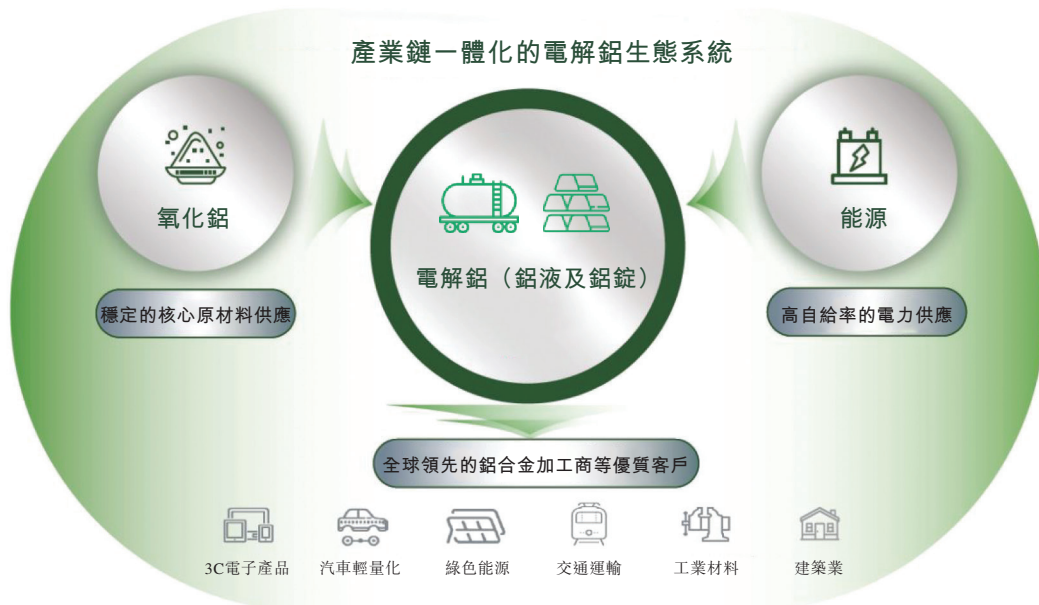 產業鏈一體化的電解鋁生態系統
氧化鋁
電解鋁（鋁液及鋁錠）
能源
穩定的核心原材料供應
高自給率的電力供應
全球領先的鋁合金加工商等優質客戶
3C電子產品
汽車輕量化
綠色能源
交通運輸
工業材料
建築業